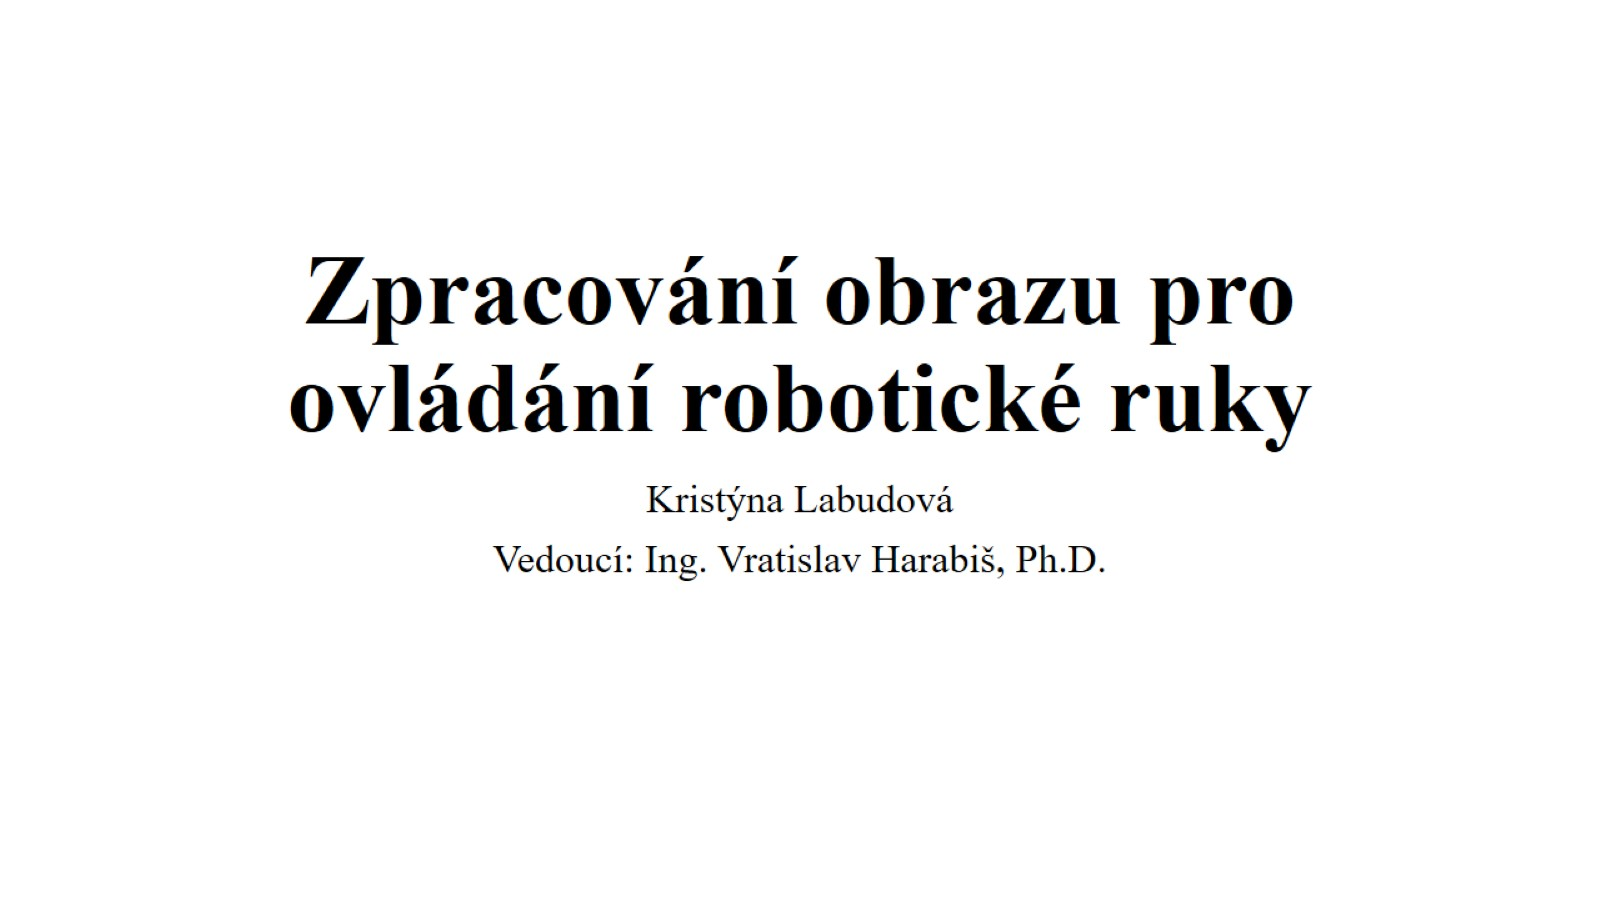 Zpracování obrazu pro
ovládání robotické ruky
Kristýna Labudová
Vedoucí: Ing. Vratislav Harabiš, Ph.D.